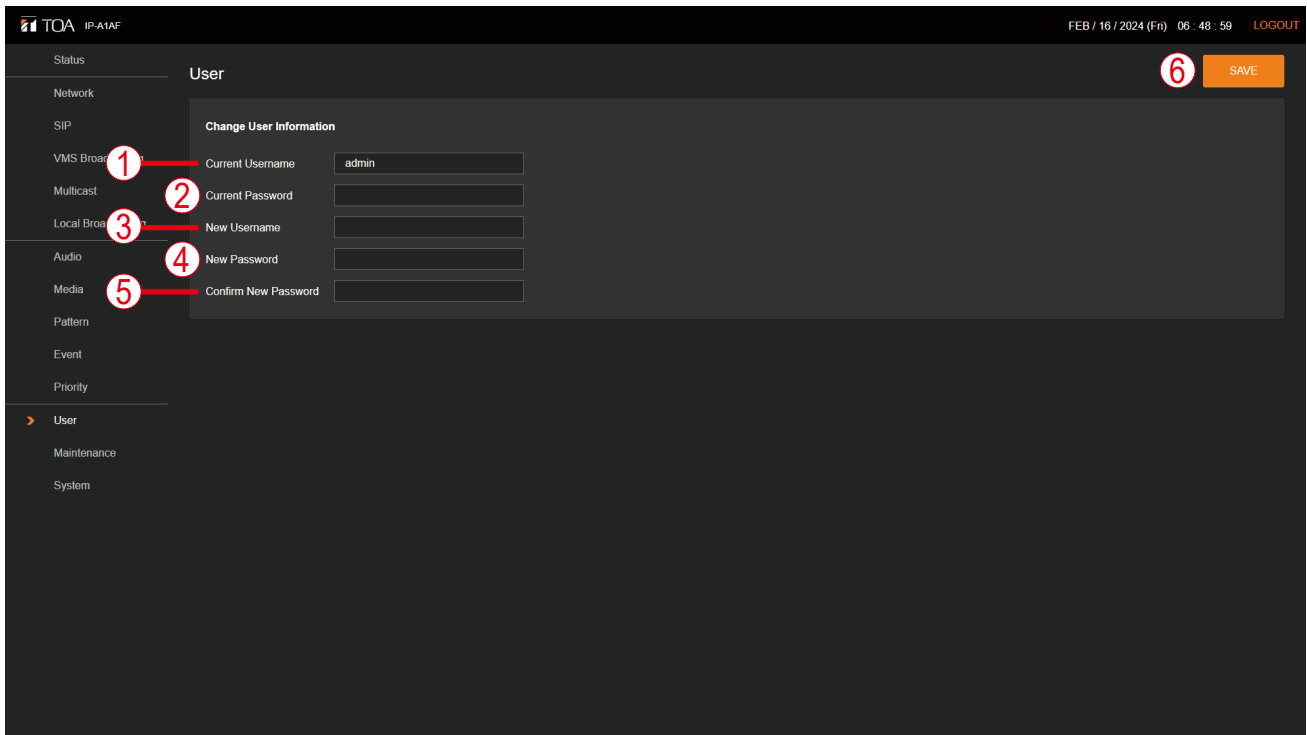 TOA IP-A1AF FEB / 16 / 2024 (Fri) 06 : 48 : 59 LOGOUT
Status
Network
SIP
VMS
Multicast
Local
Audio
Media
Pattern
Event
Priority
User
Maintenance
System
User
6 SAVE
Change User Information
1 Current Username admin
2 Current Password
3 New Username
4 New Password
5 Confirm New Password